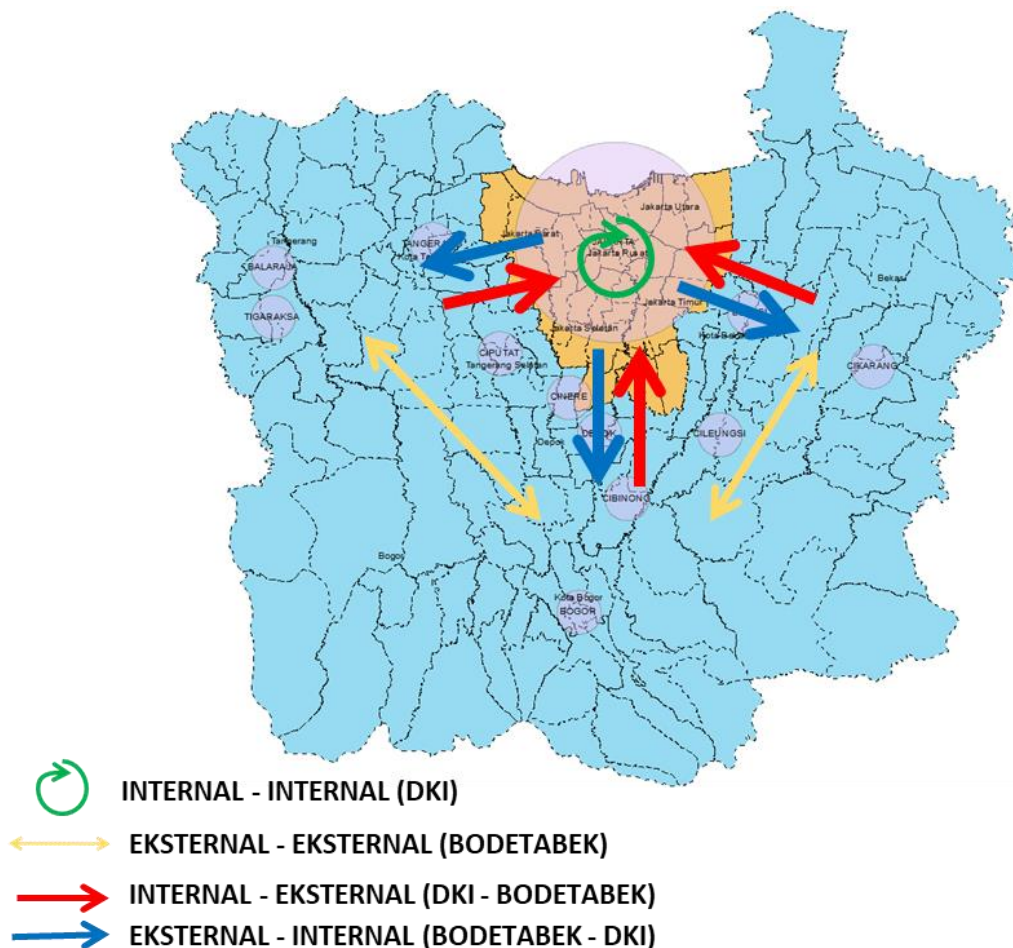 Jakarta Utara
Jakarta Barat
Jakarta Pusat
Tangerang
BALARAJA
TIGARAKSA
Jakarta Timur
Jakarta Selatan
CIPUTAT
Tangerang Selatan
CIKARANG
CINERE
CILEUNGSI
CIBINONG
Bogor
Kota Bogor
BOGOR
INTERNAL - INTERNAL (DKI)
EKSTERNAL - EKSTERNAL (BODETABEK)
INTERNAL - EKSTERNAL (DKI - BODETABEK)
EKSTERNAL - INTERNAL (BODETABEK - DKI)